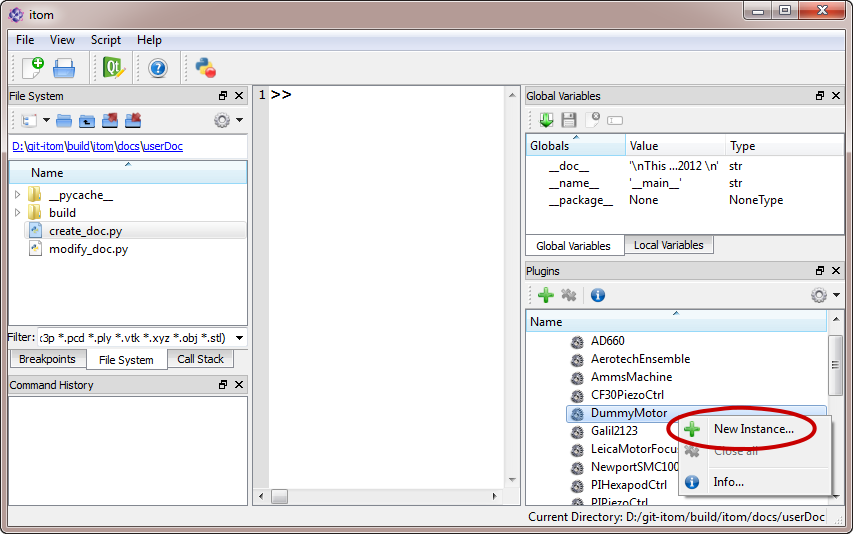 itom
File View Script Help
File System
D:\git-itom\build\itom\docs\userDoc
Name
__pycache__
build
create_doc.py
modify_doc.py
Filter: :3p *.pcd *.ply *.vtk *.xyz *.obj *.stl)
Breakpoints File System Call Stack
Command History
1 >>
Global Variables
Globals Value Type
__doc__ '\nThis ...2012 \n' str
__name__ '__main__' str
__package__ None NoneType
Global Variables Local Variables
Plugins
Name
AD660
AerotechEnsemble
AmmsMachine
CF30PiezoCtrl
DummyMotor
Galil2123
LeicaMotorFocu
NewportSMC100
PIHexapodCtrl
PIPiezoCtrl
New Instance...
Close all
Info...
Current Directory: D:/git-itom/build/itom/docs/userDoc